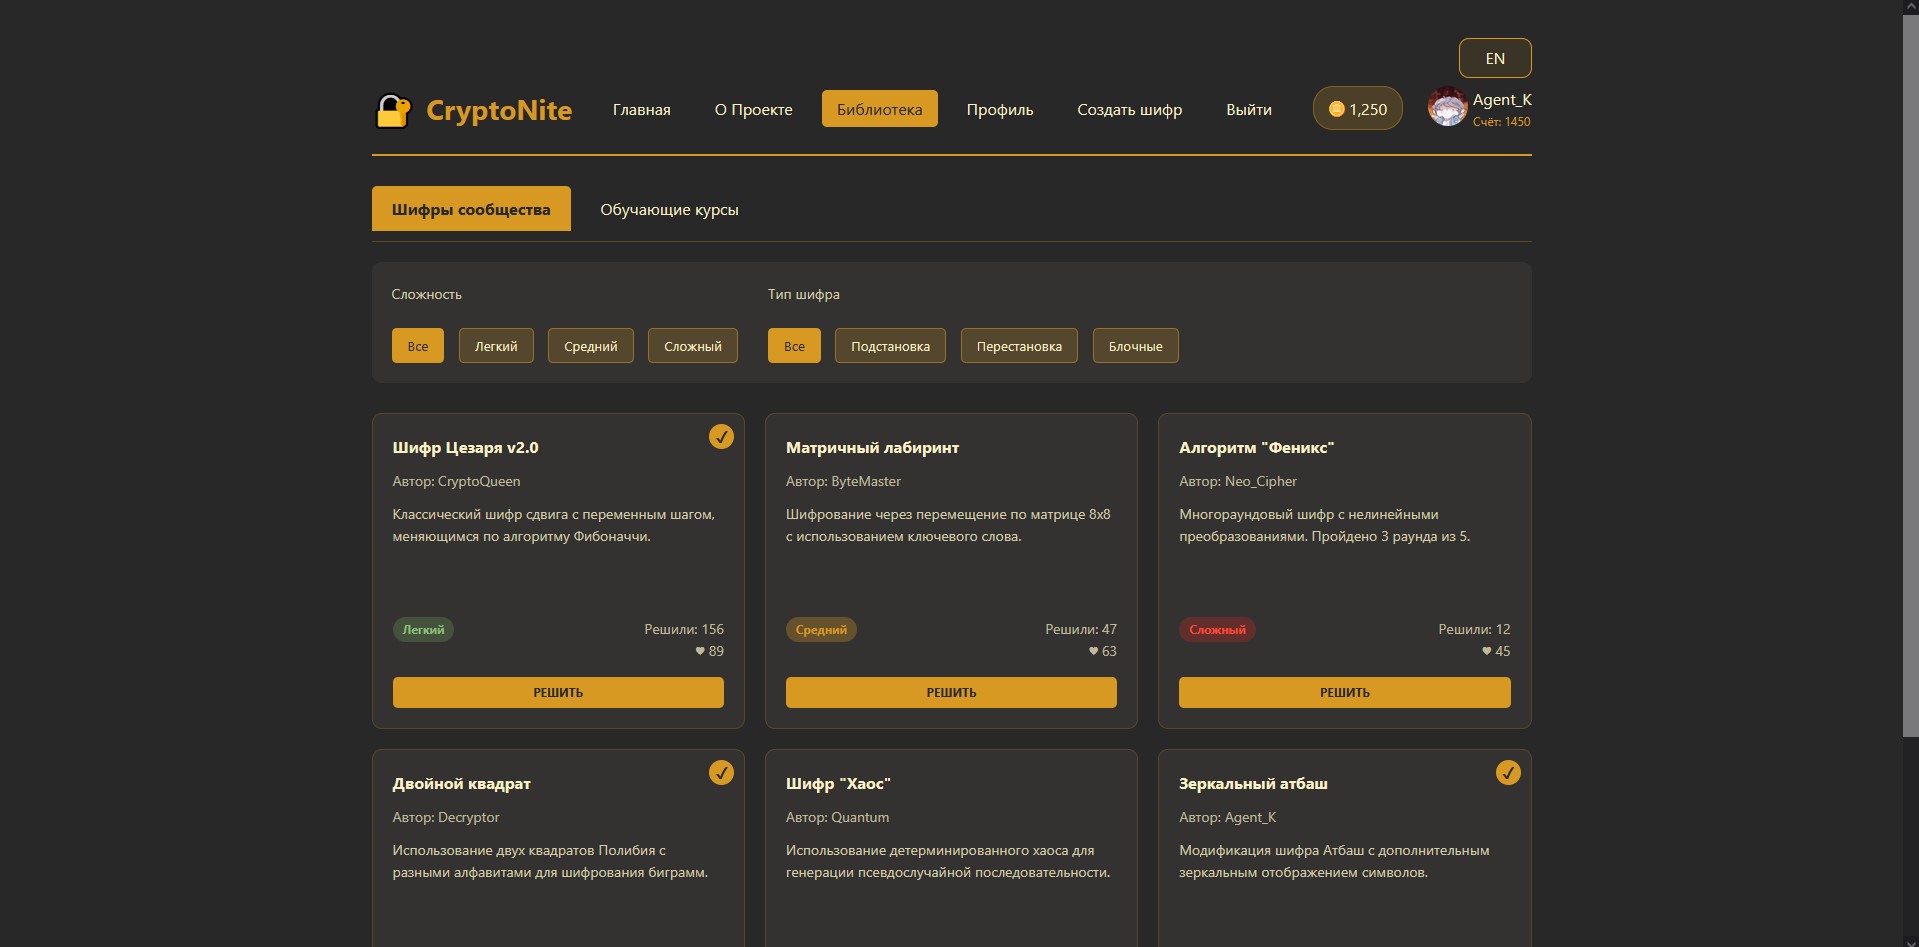 EN
CryptoNite
Главная
О Проекте
Библиотека
Профиль
Создать шифр
Выйти
1,250
Agent_K
Счёт: 1450
Шифры сообщества
Обучающие курсы
Сложность
Все
Легкий
Средний
Сложный
Тип шифра
Все
Подстановка
Перестановка
Блочные
Шифр Цезаря v2.0
Автор: CryptoQueen
Классический шифр сдвига с переменным шагом,
меняющимся по алгоритму Фибоначчи.
Легкий
Решили: 156
♥ 89
РЕШИТЬ
Матричный лабиринт
Автор: ByteMaster
Шифрование через перемещение по матрице 8x8
с использованием ключевого слова.
Средний
Решили: 47
♥ 63
РЕШИТЬ
Алгоритм "Феникс"
Автор: Neo_Cipher
Многораундовый шифр с нелинейными
преобразованиями. Пройдено 3 раунда из 5.
Сложный
Решили: 12
♥ 45
РЕШИТЬ
Двойной квадрат
Автор: Decryptor
Использование двух квадратов Полибия с
разными алфавитами для шифрования биграмм.
Шифр "Хаос"
Автор: Quantum
Использование детерминированного хаоса для
генерации псевдослучайной последовательности.
Зеркальный атбаш
Автор: Agent_K
Модификация шифра Атбаш с дополнительным
зеркальным отображением символов.